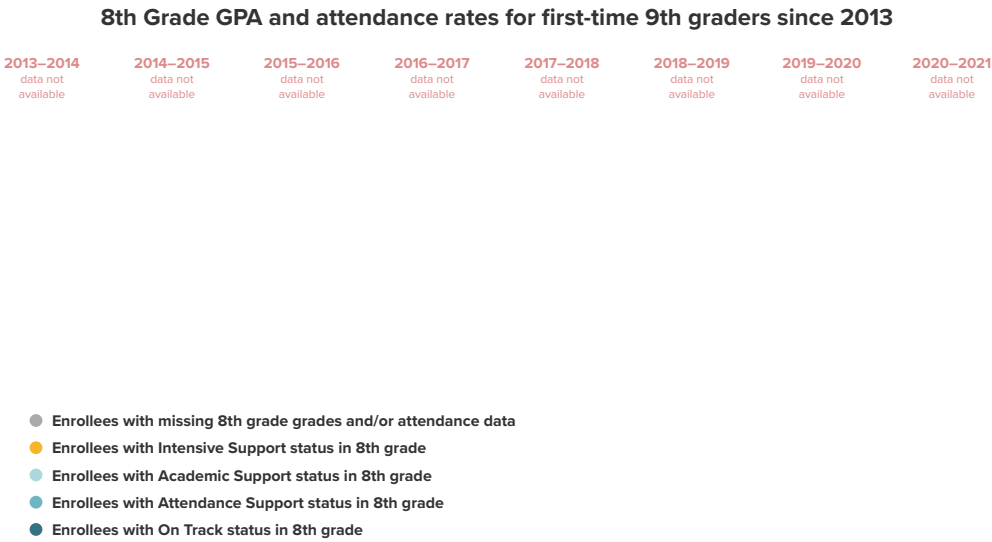 8th Grade GPA and attendance rates for first-time 9th graders since 2013
2013–2014 2014–2015 2015–2016 2016–2017 2017–2018 2018–2019 2019–2020 2020–2021
data not data not data not data not data not data not data not data not
available available available available available available available available
Enrollees with missing 8th grade grades and/or attendance data
Enrollees with Intensive Support status in 8th grade
Enrollees with Academic Support status in 8th grade
Enrollees with Attendance Support status in 8th grade
Enrollees with On Track status in 8th grade